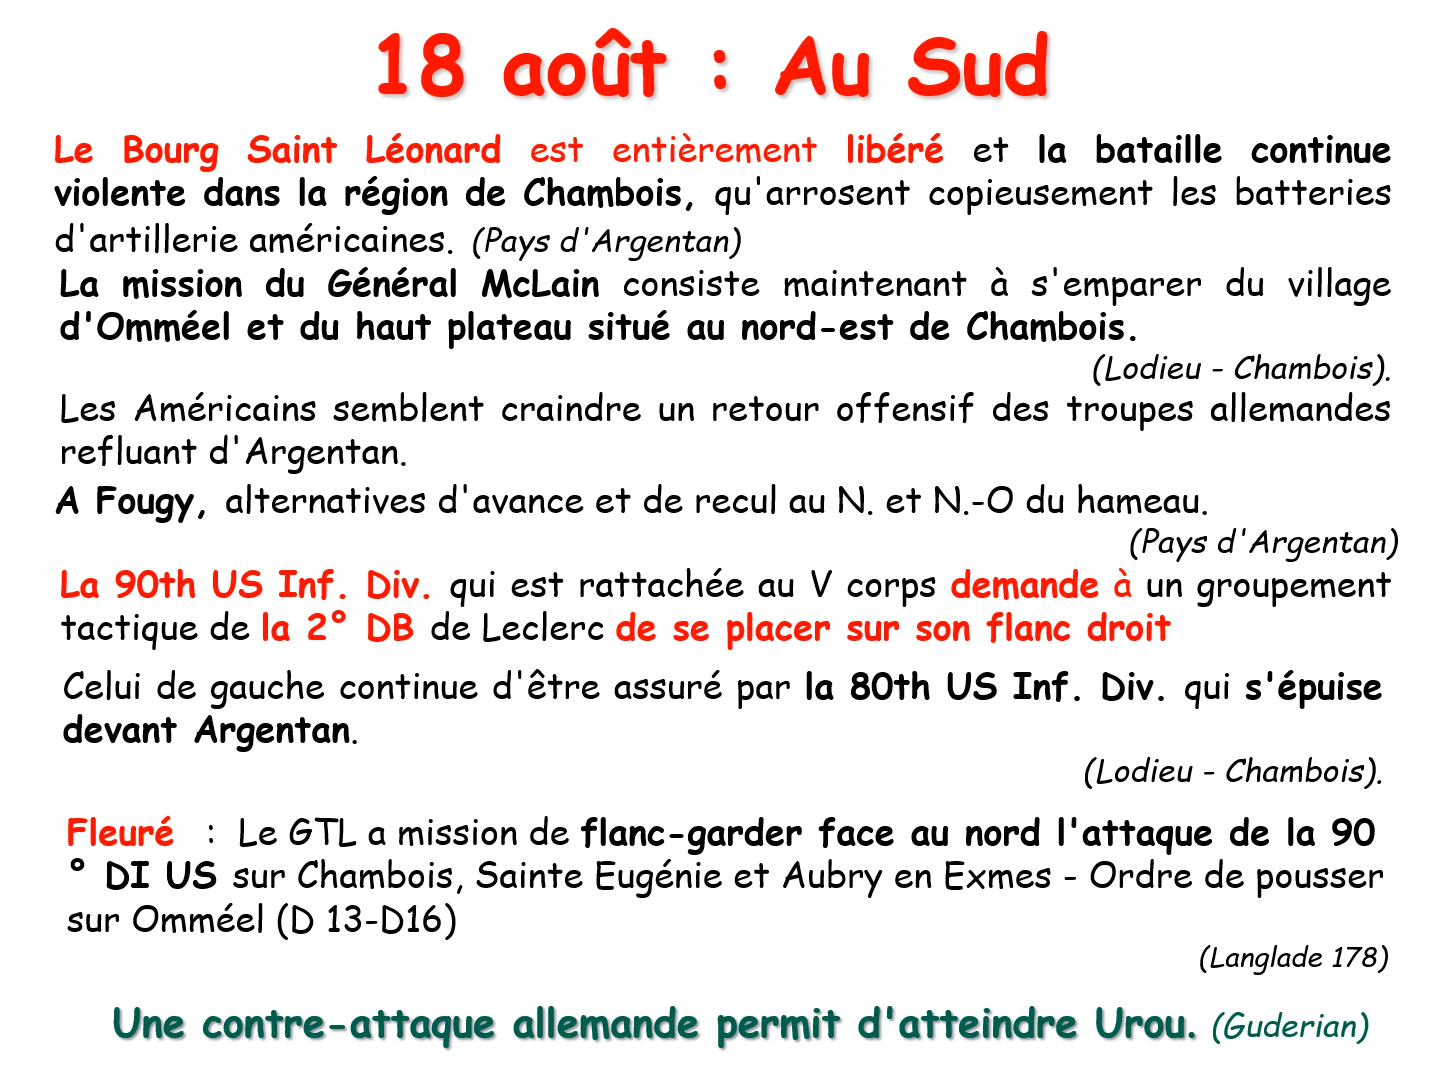 18 août : Au Sud
Le Bourg Saint Léonard est entièrement libéré et la bataille continue
violente dans la région de Chambois, qu'arrosent copieusement les batteries
d'artillerie américaines. (Pays d'Argentan)
La mission du Général McLain consiste maintenant à s'emparer du village
d'Omméel et du haut plateau situé au nord-est de Chambois.
(Lodieu - Chambois).
Les Américains semblent craindre un retour offensif des troupes allemandes
refluant d'Argentan.
A Fougy, alternatives d'avance et de recul au N. et N.-O du hameau.
(Pays d'Argentan)
La 90th US Inf. Div. qui est rattachée au V corps demande à un groupement
tactique de la 2° DB de Leclerc de se placer sur son flanc droit
Celui de gauche continue d'être assuré par la 80th US Inf. Div. qui s'épuise
devant Argentan.
(Lodieu - Chambois).
Fleuré : Le GTL a mission de flanc-garder face au nord l'attaque de la 90
° DI US sur Chambois, Sainte Eugénie et Aubry en Exmes - Ordre de pousser
sur Omméel (D 13-D16)
(Langlade 178)
Une contre-attaque allemande permit d'atteindre Urou. (Guderian)